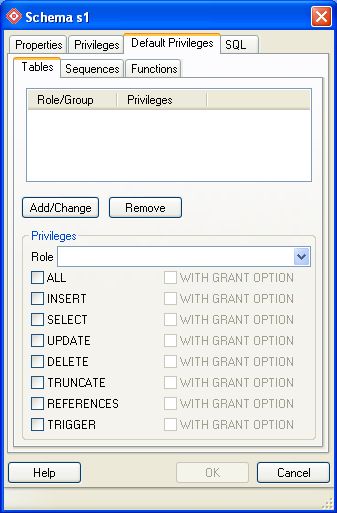 Schema s1
Properties Privileges Default Privileges SQL
Tables Sequences Functions
Role/Group Privileges
Add/Change Remove
Privileges
Role
ALL WITH GRANT OPTION
INSERT WITH GRANT OPTION
SELECT WITH GRANT OPTION
UPDATE WITH GRANT OPTION
DELETE WITH GRANT OPTION
TRUNCATE WITH GRANT OPTION
REFERENCES WITH GRANT OPTION
TRIGGER WITH GRANT OPTION
Help OK Cancel